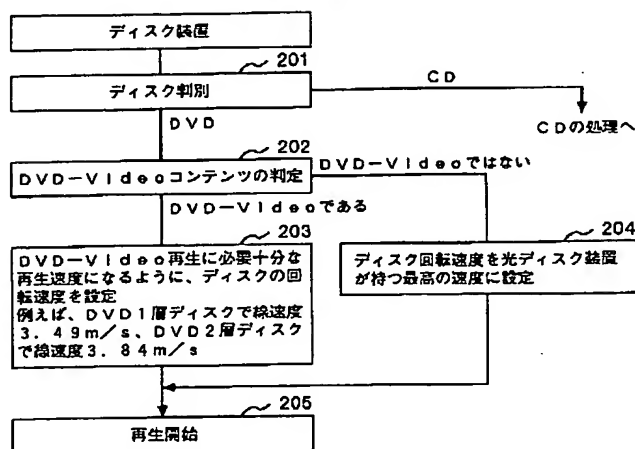 ディスク装置
201
ディスク判別
CD
CDの処理へ
DVD
202
DVD-Videoコンテンツの判定
DVD-Videoではない
DVD-Videoである
203
DVD-Video再生に必要十分な
再生速度になるように、ディスクの回
転速度を設定
例えば、DVD1層ディスクで線速度
3.49m/s、DVD2層ディスク
で線速度3.84m/s
204
ディスク回転速度を光ディスク装置
が持つ最高の速度に設定
205
再生開始